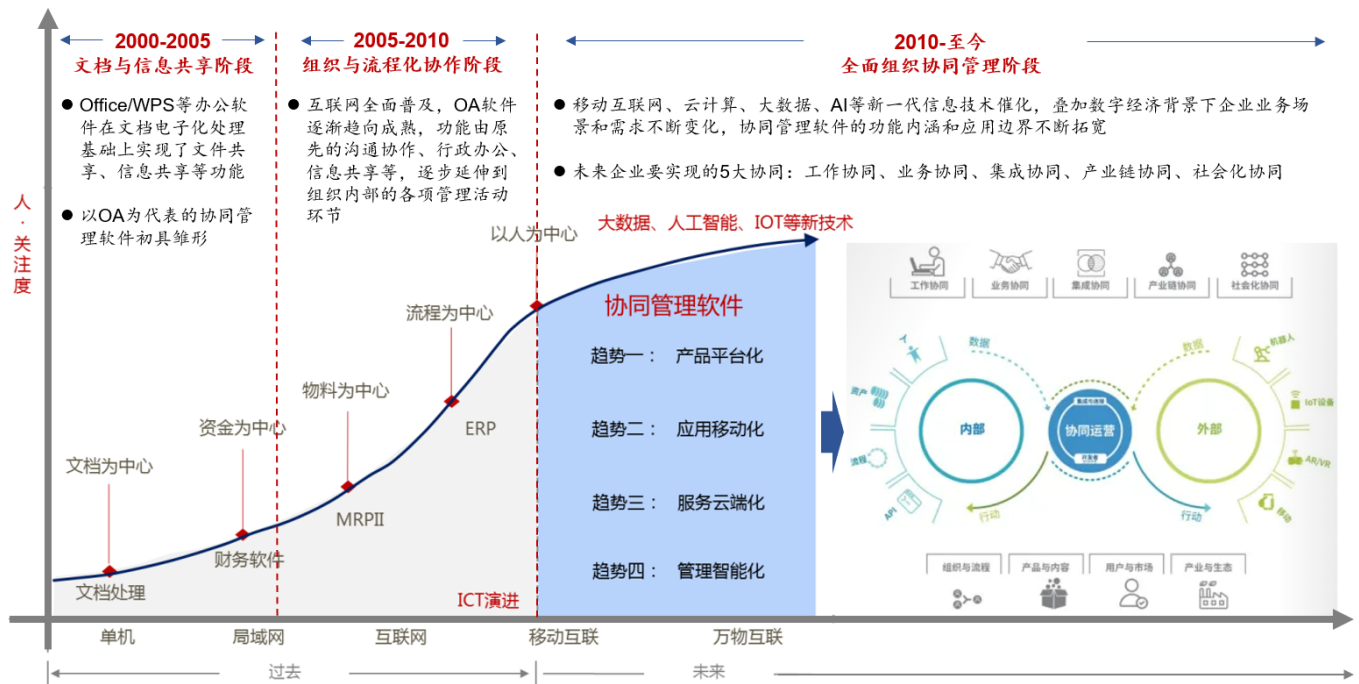 2000-2005
文档与信息共享阶段
● Office/WPS等办公软
件在文档电子化处理
基础上实现了文件共
享、信息共享等功能
● 以OA为代表的协同管
理软件初具雏形
2005-2010
组织与流程化协作阶段
● 互联网全面普及，OA软件
逐渐趋向成熟，功能由原
先的沟通协作、行政办公、
信息共享等，逐步延伸到
组织内部的各项管理活动
环节
2010-至今
全面组织协同管理阶段
● 移动互联网、云计算、大数据、AI等新一代信息技术催化，叠加数字经济背景下企业业务场
景和需求不断变化，协同管理软件的功能内涵和应用边界不断拓宽
● 未来企业要实现的5大协同：工作协同、业务协同、集成协同、产业链协同、社会化协同
人·关注度
文档为中心
资金为中心
物料为中心
流程为中心
以人为中心
大数据、人工智能、IOT等新技术
文档处理
财务软件
MRPII
ERP
ICT演进
协同管理软件
趋势一： 产品平台化
趋势二： 应用移动化
趋势三： 服务云端化
趋势四： 管理智能化
工作协同
业务协同
集成协同
产业链协同
社会化协同
人
资产
流程
API
数据
内部
行动
协同运营
数据
外部
行动
机器人
IoT设备
AR/VR
移动
组织与流程
产品与内容
用户与市场
产业与生态
单机
局域网
互联网
移动互联
万物互联
过去
未来